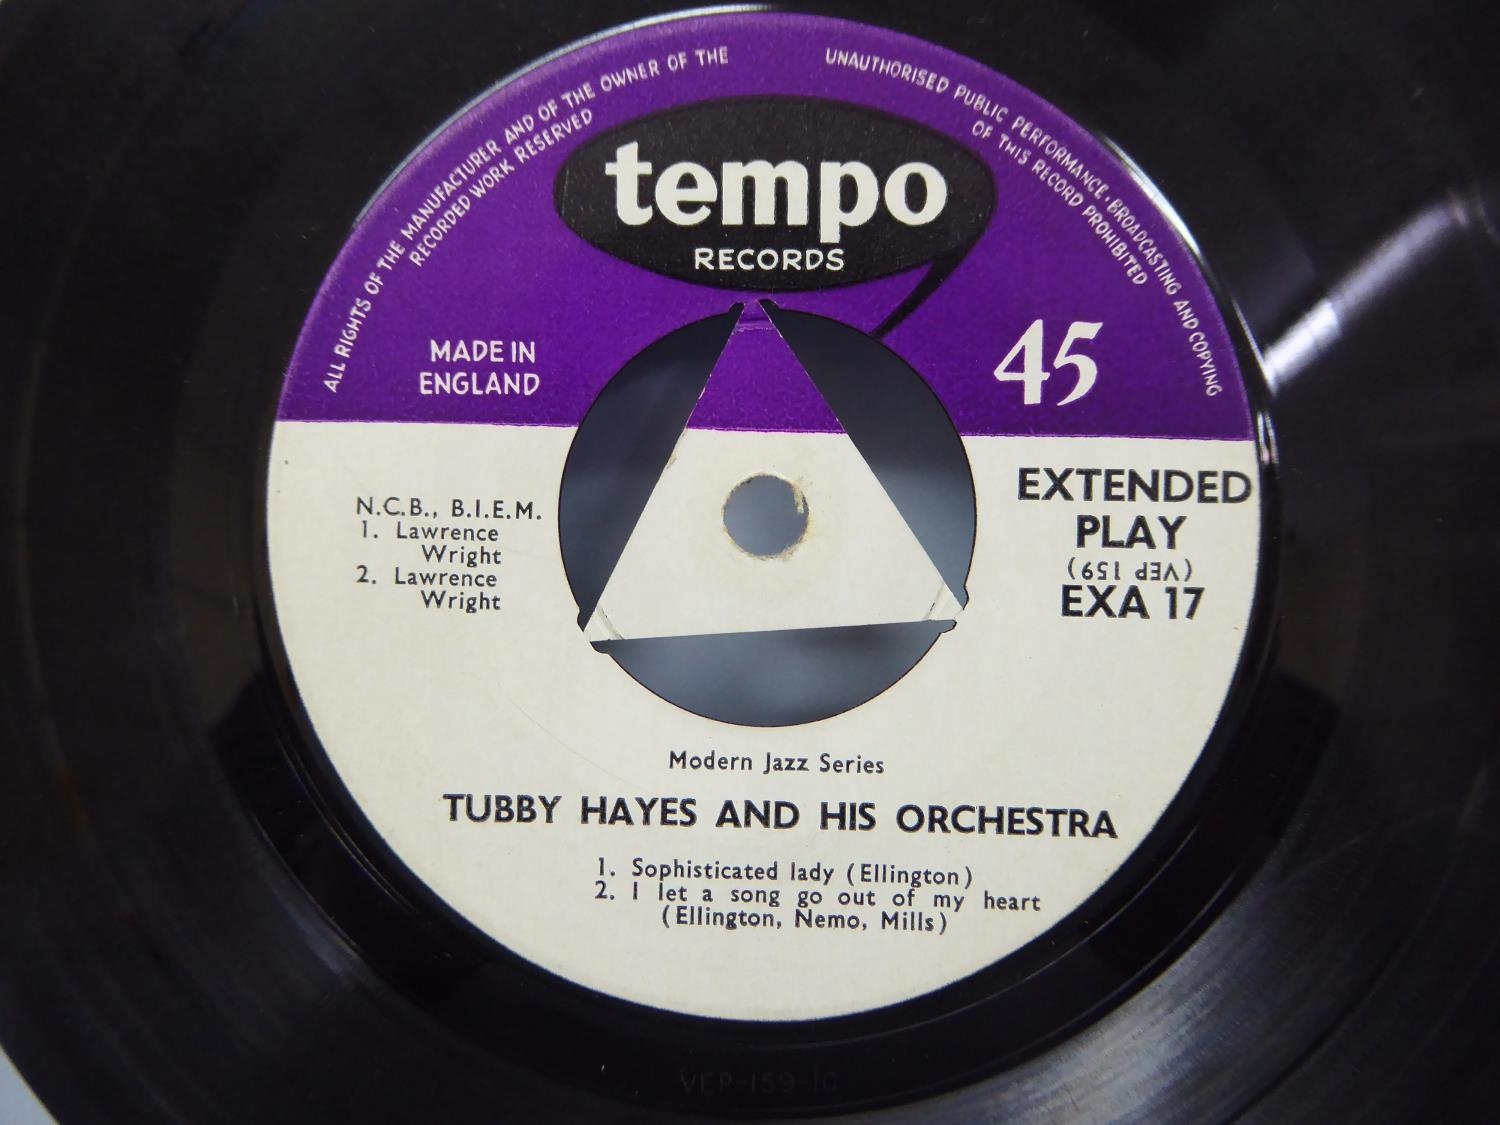 ALL RIGHTS OF THE MANUFACTURER AND OF THE OWNER OF THE
RECORDED WORK RESERVED
UNAUTHORISED PUBLIC PERFORMANCE·BROADCASTING AND COPYING
OF THIS RECORD PROHIBITED
tempo
RECORDS
MADE IN
ENGLAND
45
EXTENDED
PLAY
(VEP 159)
EXA 17
N.C.B., B.I.E.M.
1. Lawrence
Wright
2. Lawrence
Wright
Modern Jazz Series
TUBBY HAYES AND HIS ORCHESTRA
1. Sophisticated lady (Ellington)
2. I let a song go out of my heart
(Ellington, Nemo, Mills)
VEP-159-1C